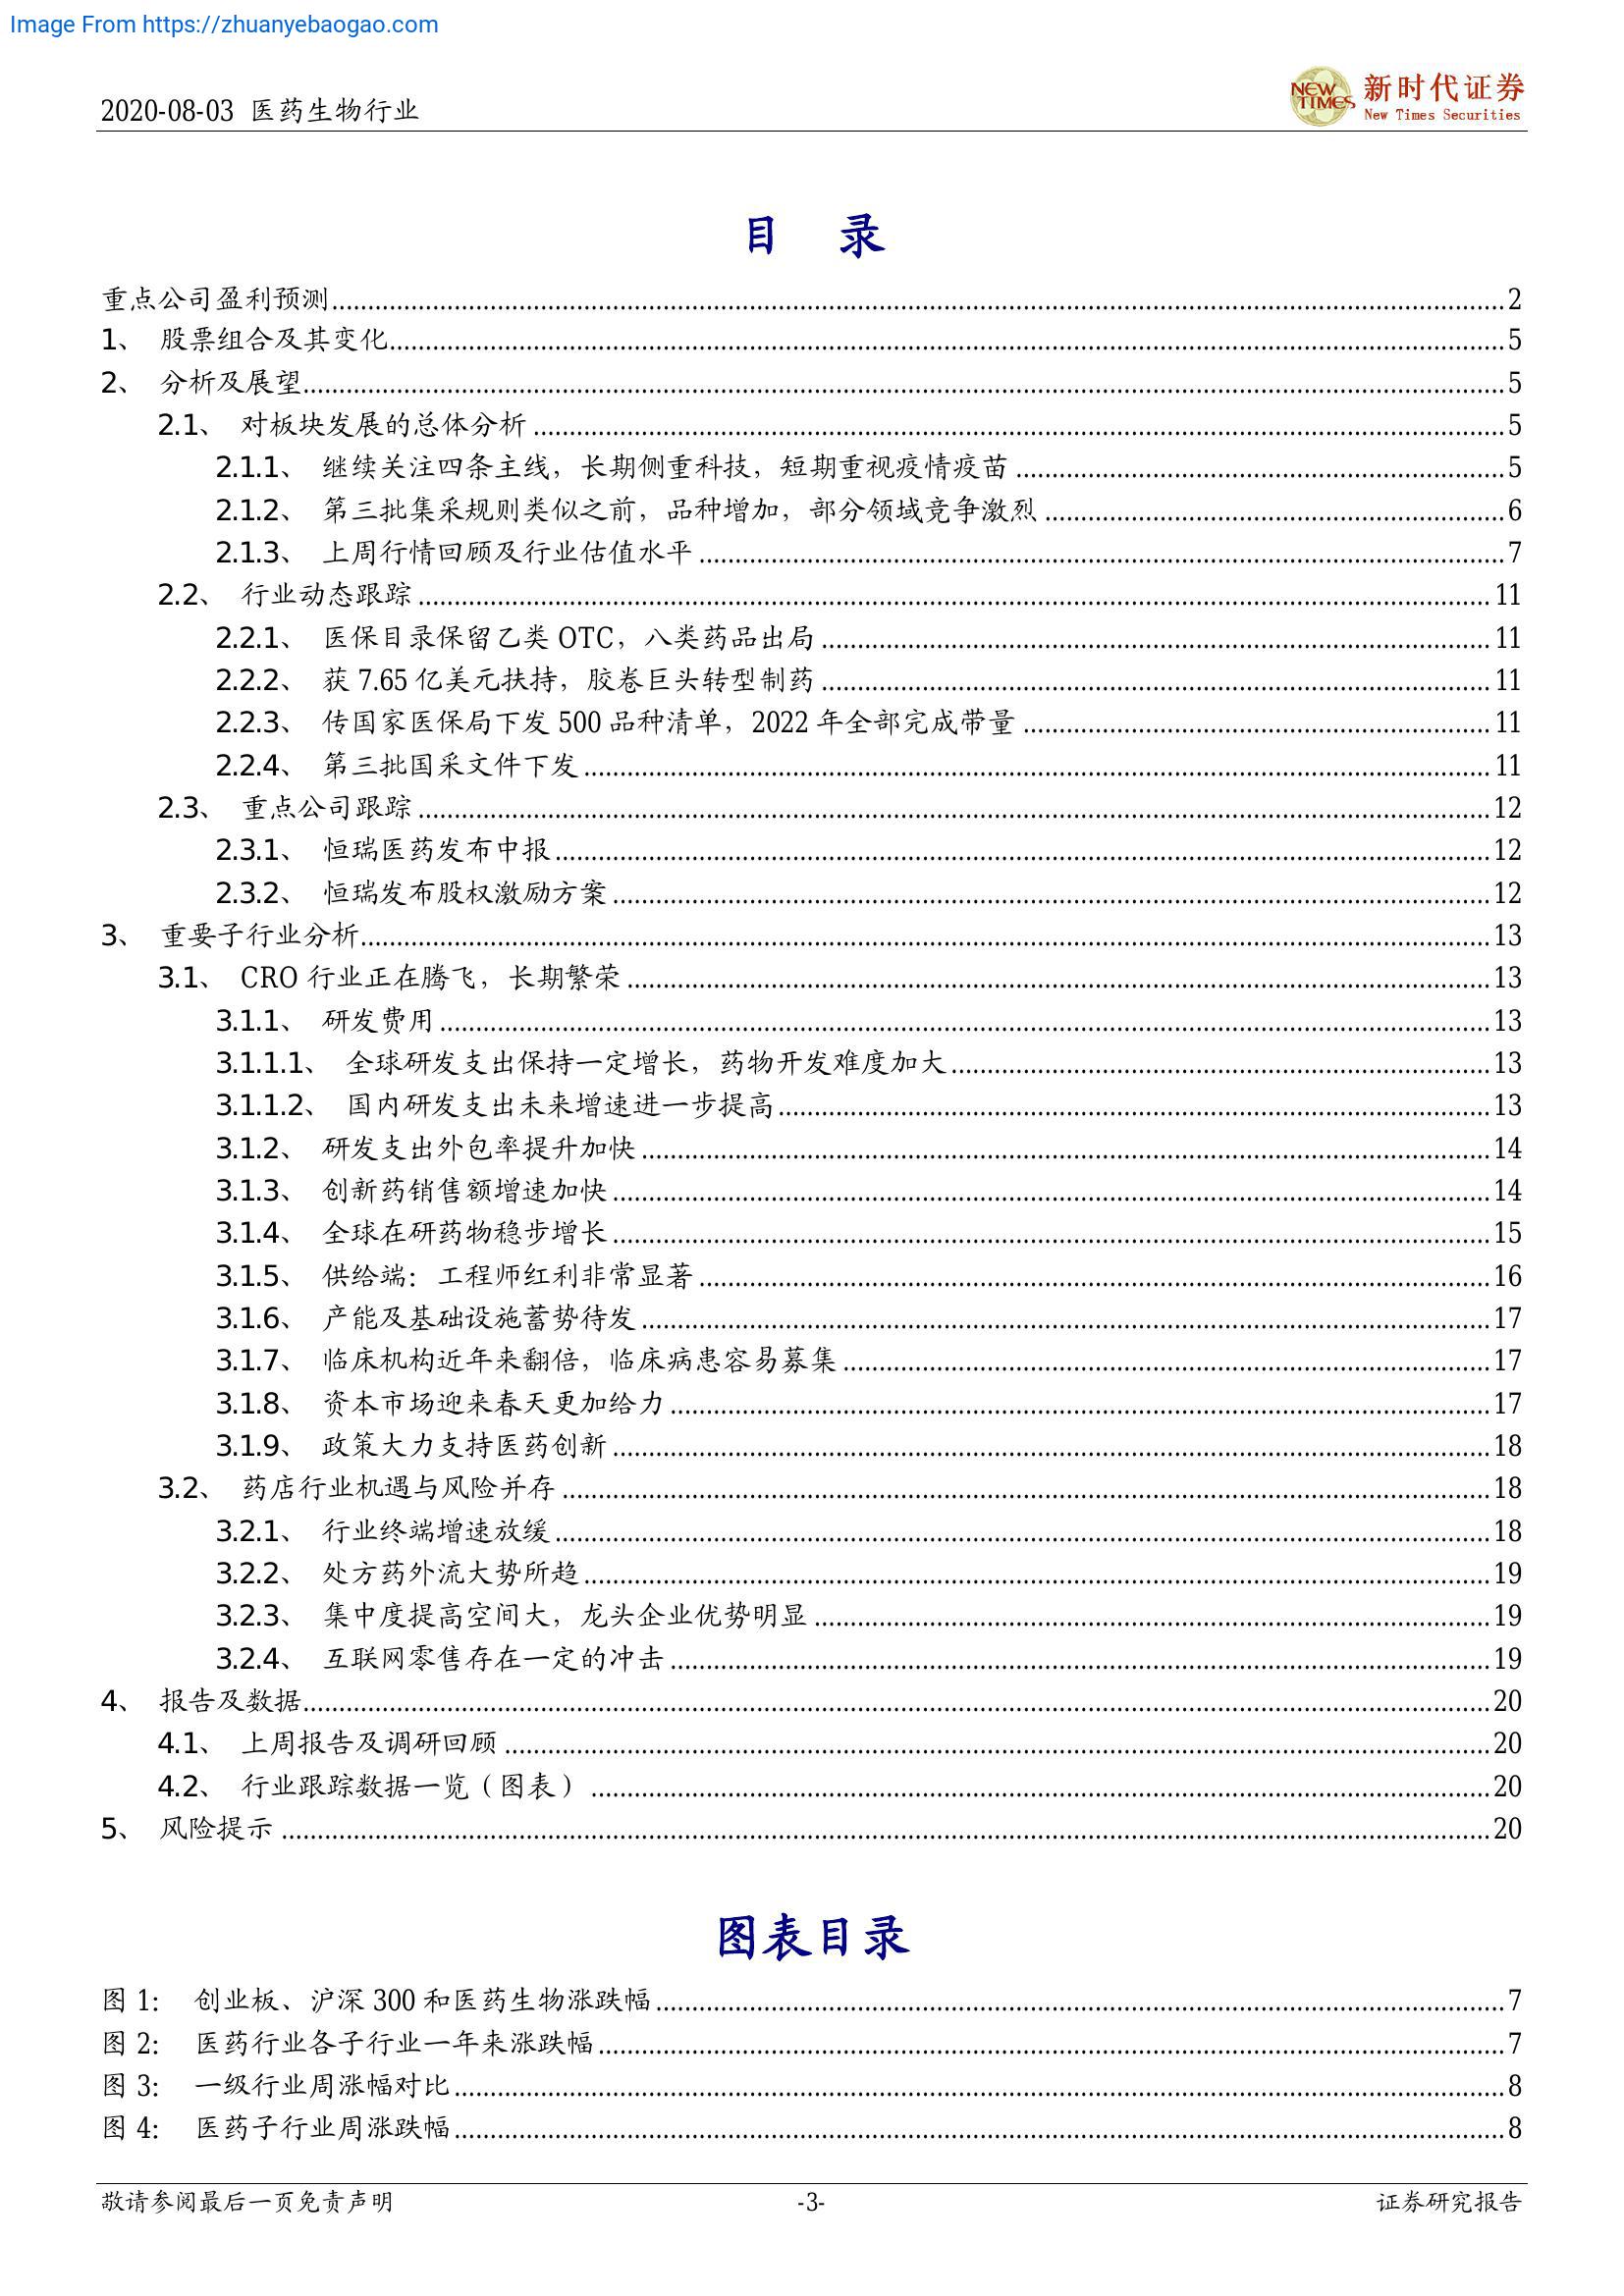 Image From https://zhuanyebaogao.com
2020-08-03 医药生物行业
NEW TIMES 新时代证券
New Times Securities
目 录
重点公司盈利预测 2
1、 股票组合及其变化 5
2、 分析及展望 5
2.1、 对板块发展的总体分析 5
2.1.1、 继续关注四条主线，长期侧重科技，短期重视疫情疫苗 5
2.1.2、 第三批集采规则类似之前，品种增加，部分领域竞争激烈 6
2.1.3、 上周行情回顾及行业估值水平 7
2.2、 行业动态跟踪 11
2.2.1、 医保目录保留乙类 OTC，八类药品出局 11
2.2.2、 获 7.65 亿美元扶持，胶卷巨头转型制药 11
2.2.3、 传国家医保局下发 500 品种清单，2022 年全部完成带量 11
2.2.4、 第三批国采文件下发 11
2.3、 重点公司跟踪 12
2.3.1、 恒瑞医药发布中报 12
2.3.2、 恒瑞发布股权激励方案 12
3、 重要子行业分析 13
3.1、 CRO 行业正在腾飞，长期繁荣 13
3.1.1、 研发费用 13
3.1.1.1、 全球研发支出保持一定增长，药物开发难度加大 13
3.1.1.2、 国内研发支出未来增速进一步提高 13
3.1.2、 研发支出外包率提升加快 14
3.1.3、 创新药销售额增速加快 14
3.1.4、 全球在研药物稳步增长 15
3.1.5、 供给端：工程师红利非常显著 16
3.1.6、 产能及基础设施蓄势待发 17
3.1.7、 临床机构近年来翻倍，临床病患容易募集 17
3.1.8、 资本市场迎来春天更加给力 17
3.1.9、 政策大力支持医药创新 18
3.2、 药店行业机遇与风险并存 18
3.2.1、 行业终端增速放缓 18
3.2.2、 处方药外流大势所趋 19
3.2.3、 集中度提高空间大，龙头企业优势明显 19
3.2.4、 互联网零售存在一定的冲击 19
4、 报告及数据 20
4.1、 上周报告及调研回顾 20
4.2、 行业跟踪数据一览（图表） 20
5、 风险提示 20
图表目录
图 1： 创业板、沪深 300 和医药生物涨跌幅 7
图 2： 医药行业各子行业一年来涨跌幅 7
图 3： 一级行业周涨幅对比 8
图 4： 医药子行业周涨跌幅 8
敬请参阅最后一页免责声明 -3- 证券研究报告